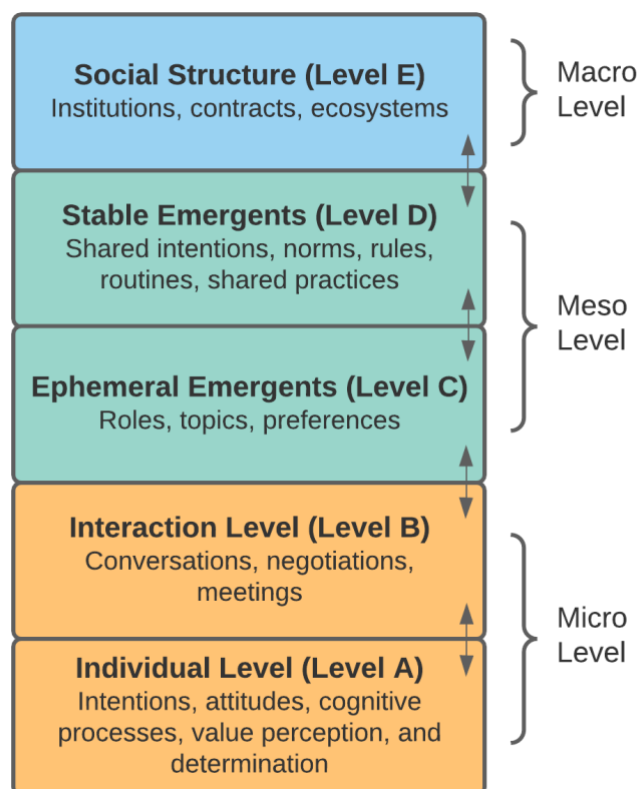 Social Structure (Level E)
Institutions, contracts, ecosystems
Macro
Level
Stable Emergents (Level D)
Shared intentions, norms, rules,
routines, shared practices
Meso
Level
Ephemeral Emergents (Level C)
Roles, topics, preferences
Interaction Level (Level B)
Conversations, negotiations,
meetings
Micro
Level
Individual Level (Level A)
Intentions, attitudes, cognitive
processes, value perception, and
determination